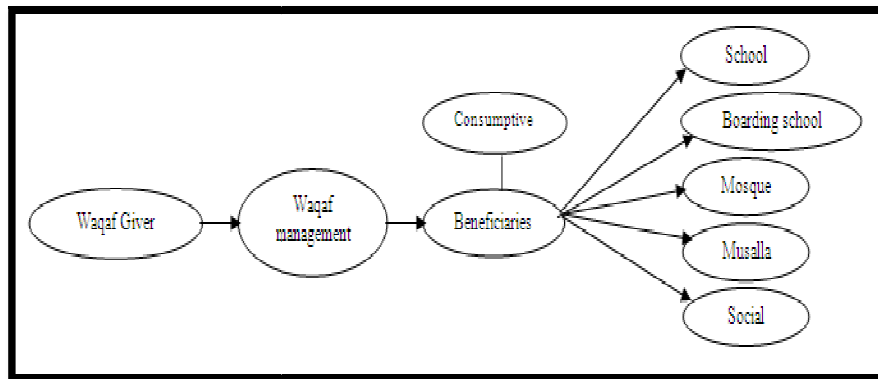 School
Boarding school
Consumptive
Mosque
Waqaf Giver
Waqaf
management
Beneficiaries
Musalla
Social